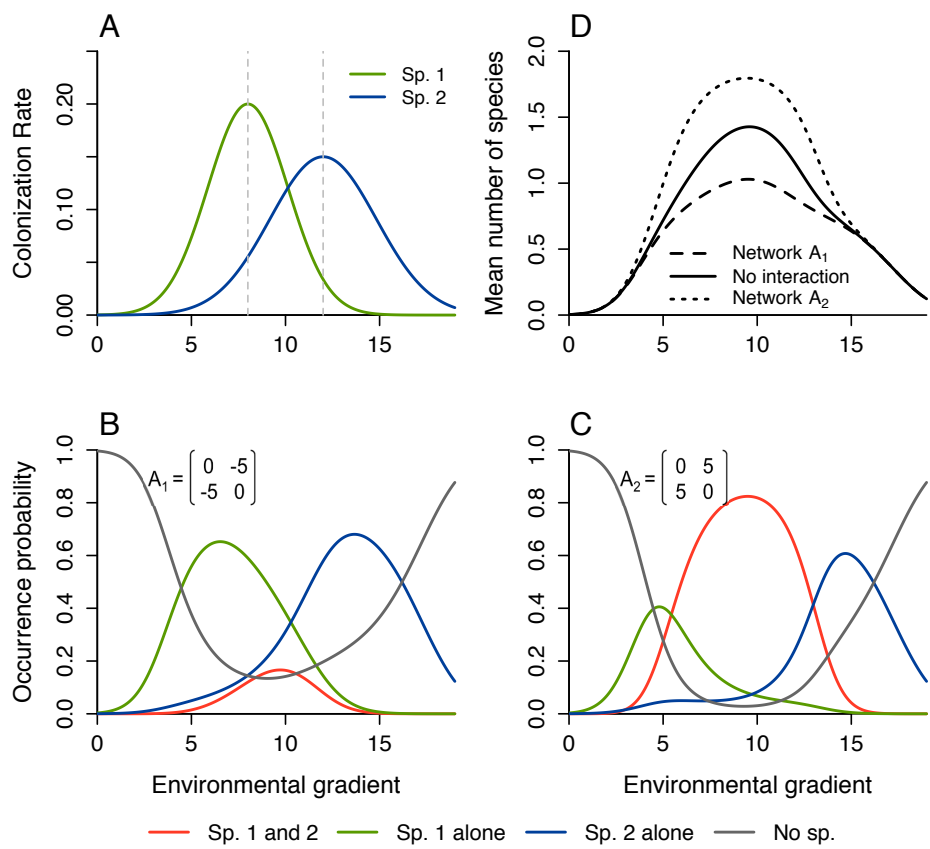 A
Colonization Rate
0.00 0.10 0.20
0 5 10 15
Sp. 1
Sp. 2
D
Mean number of species
0.0 0.5 1.0 1.5 2.0
0 5 10 15
Network A₁
No interaction
Network A₂
B
Occurrence probability
0.0 0.2 0.4 0.6 0.8 1.0
A₁ = 0 -5
-5 0
0 5 10 15
Environmental gradient
C
0.0 0.2 0.4 0.6 0.8 1.0
A₂ = 0 5
5 0
0 5 10 15
Environmental gradient
Sp. 1 and 2 Sp. 1 alone Sp. 2 alone No sp.